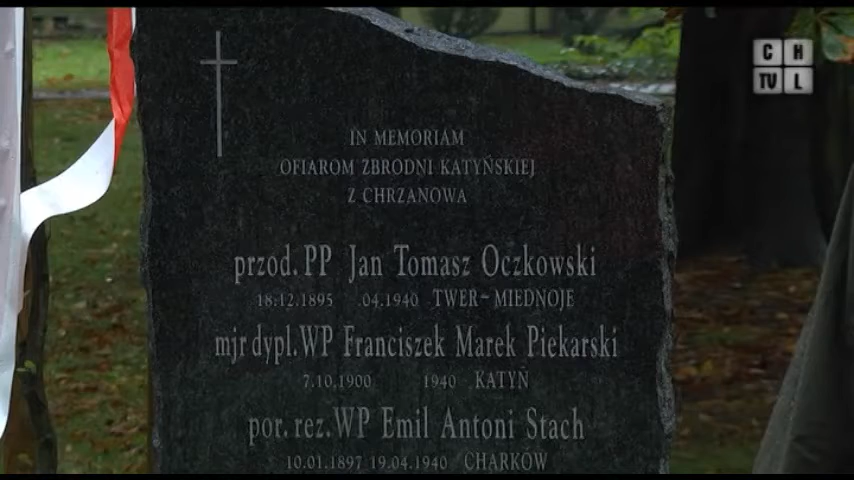 CH
TV L
IN MEMORIAM
OFIAROM ZBRODNI KATYŃSKIEJ
Z CHRZANOWA
przod. PP Jan Tomasz Oczkowski
18.12.1895 .04.1940 TWER-MIEDNOJE
mjr dypl. WP Franciszek Marek Piekarski
7.10.1900 1940 KATYŃ
por. rez. WP Emil Antoni Stach
10.01.1897 19.04.1940 CHARKÓW